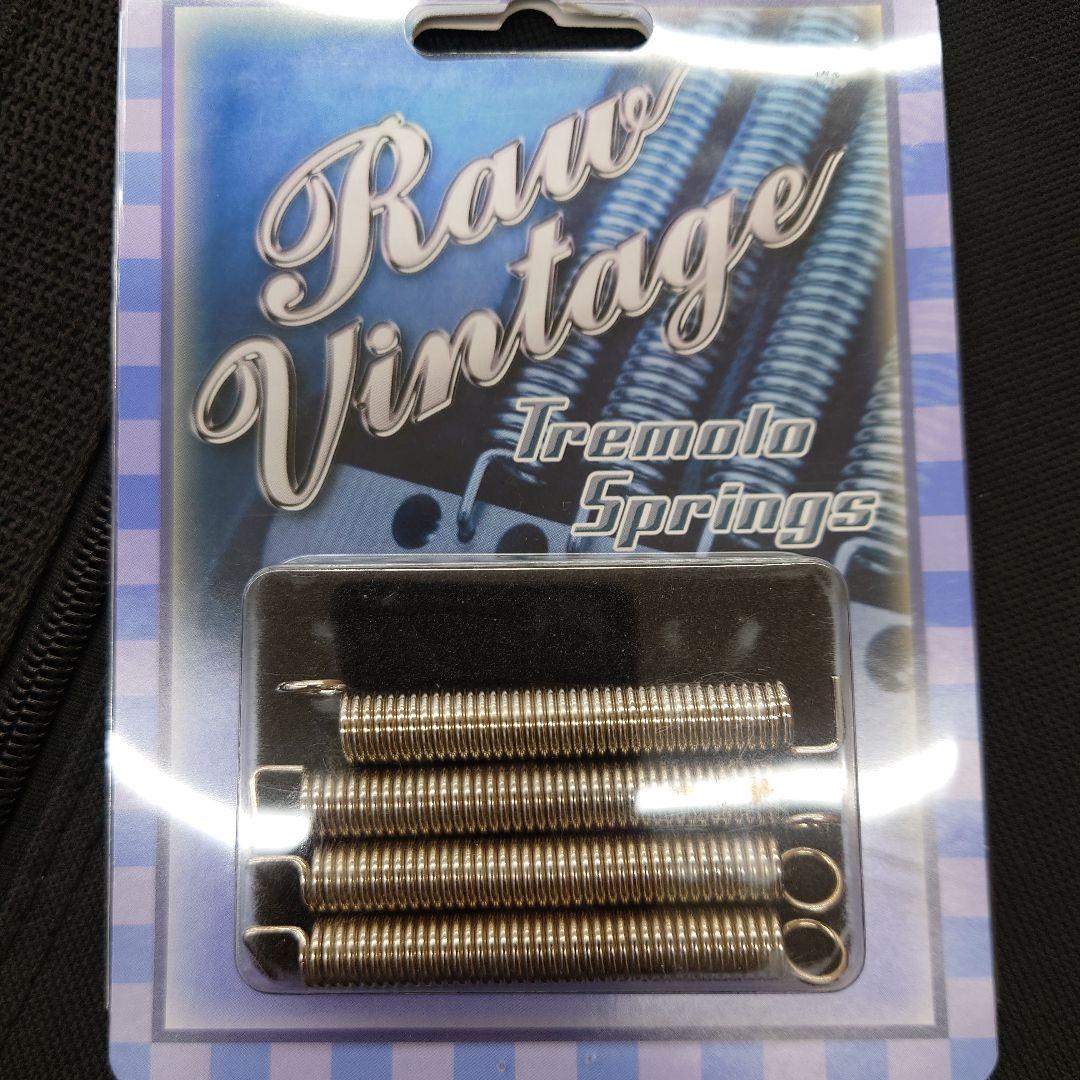 Raw
Vintage
Tremolo
Springs